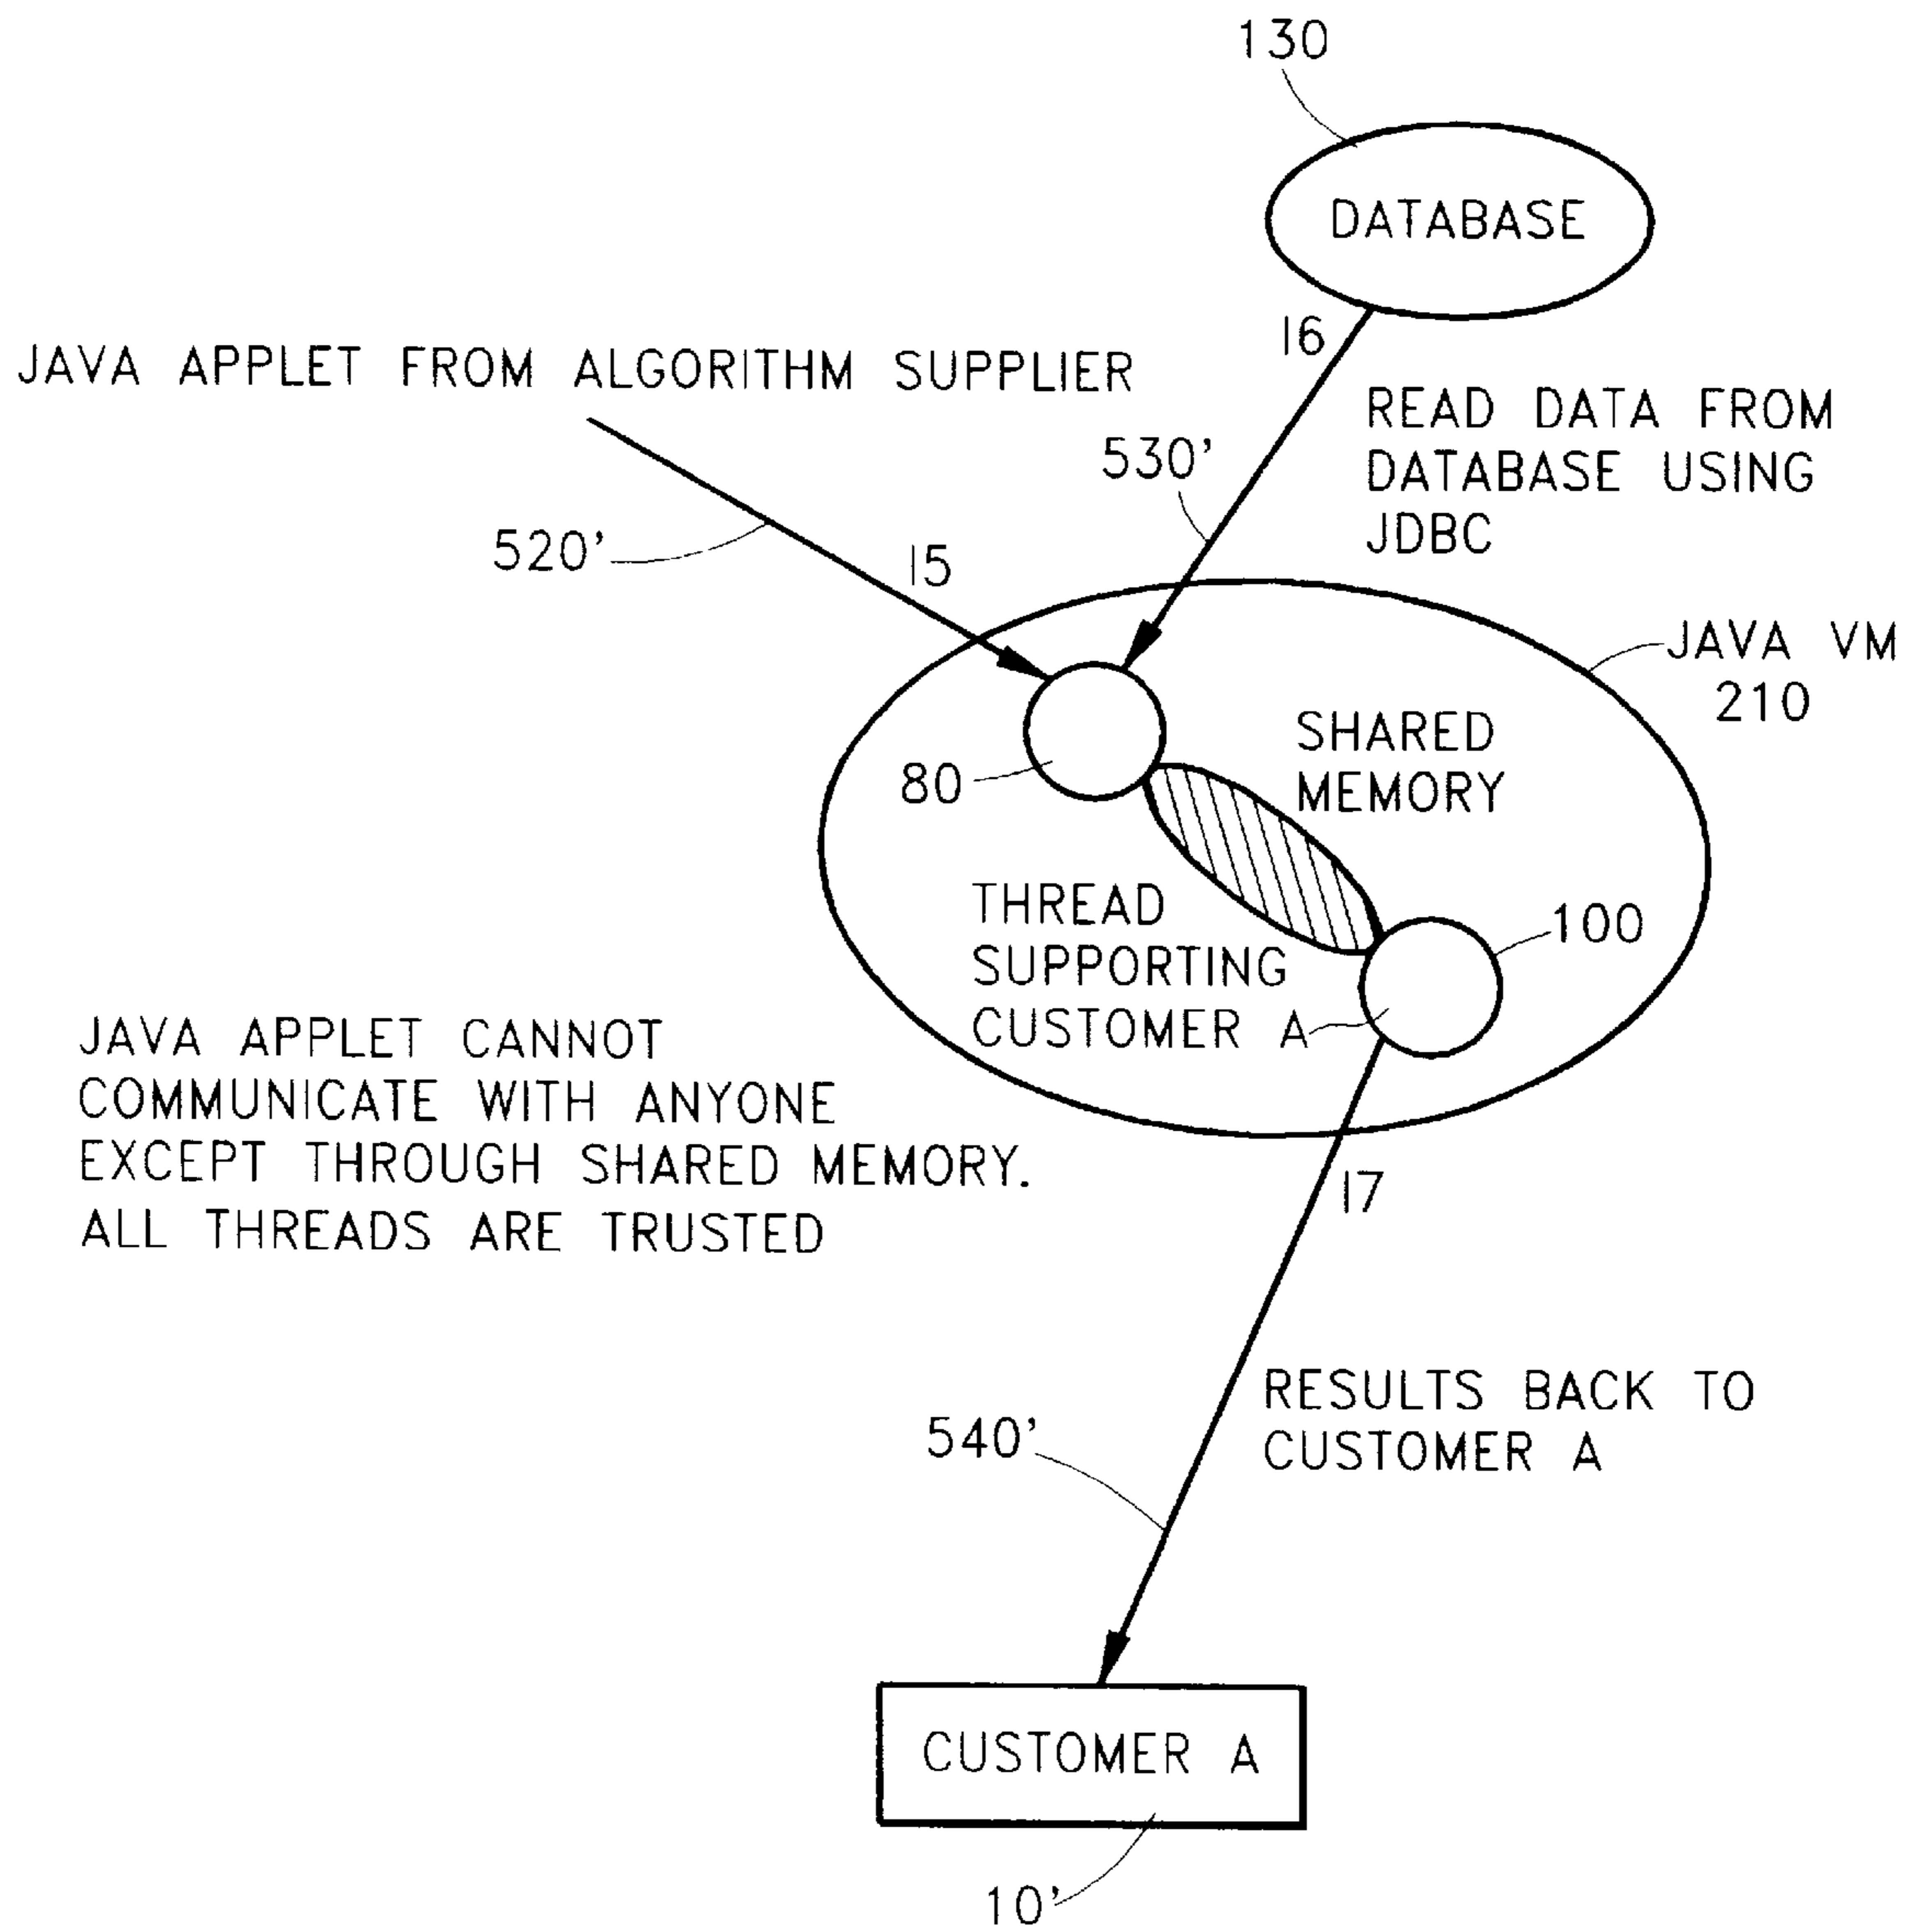 130
DATABASE
16
JAVA APPLET FROM ALGORITHM SUPPLIER
READ DATA FROM
DATABASE USING
JDBC
530'
520'
15
JAVA VM
210
SHARED
MEMORY
80
THREAD
SUPPORTING
CUSTOMER A
100
JAVA APPLET CANNOT
COMMUNICATE WITH ANYONE
EXCEPT THROUGH SHARED MEMORY.
ALL THREADS ARE TRUSTED
17
RESULTS BACK TO
CUSTOMER A
540'
CUSTOMER A
10'